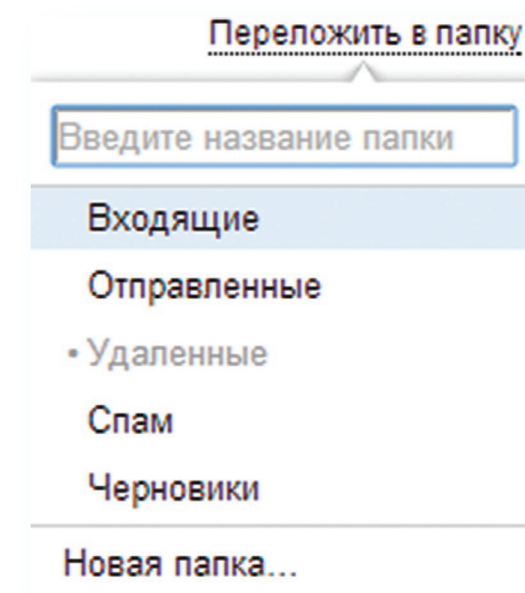 Переложить в папку
Введите название папки
Входящие
Отправленные
• Удаленные
Спам
Черновики
Новая папка...